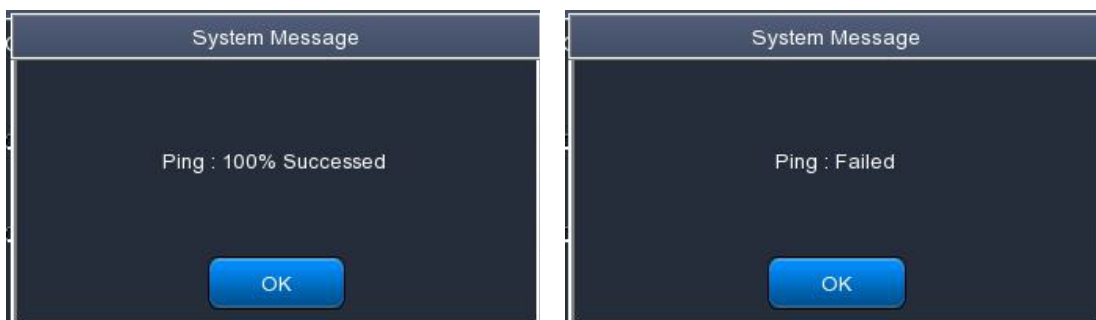 System Message
Ping : 100% Successed
OK
System Message
Ping : Failed
OK